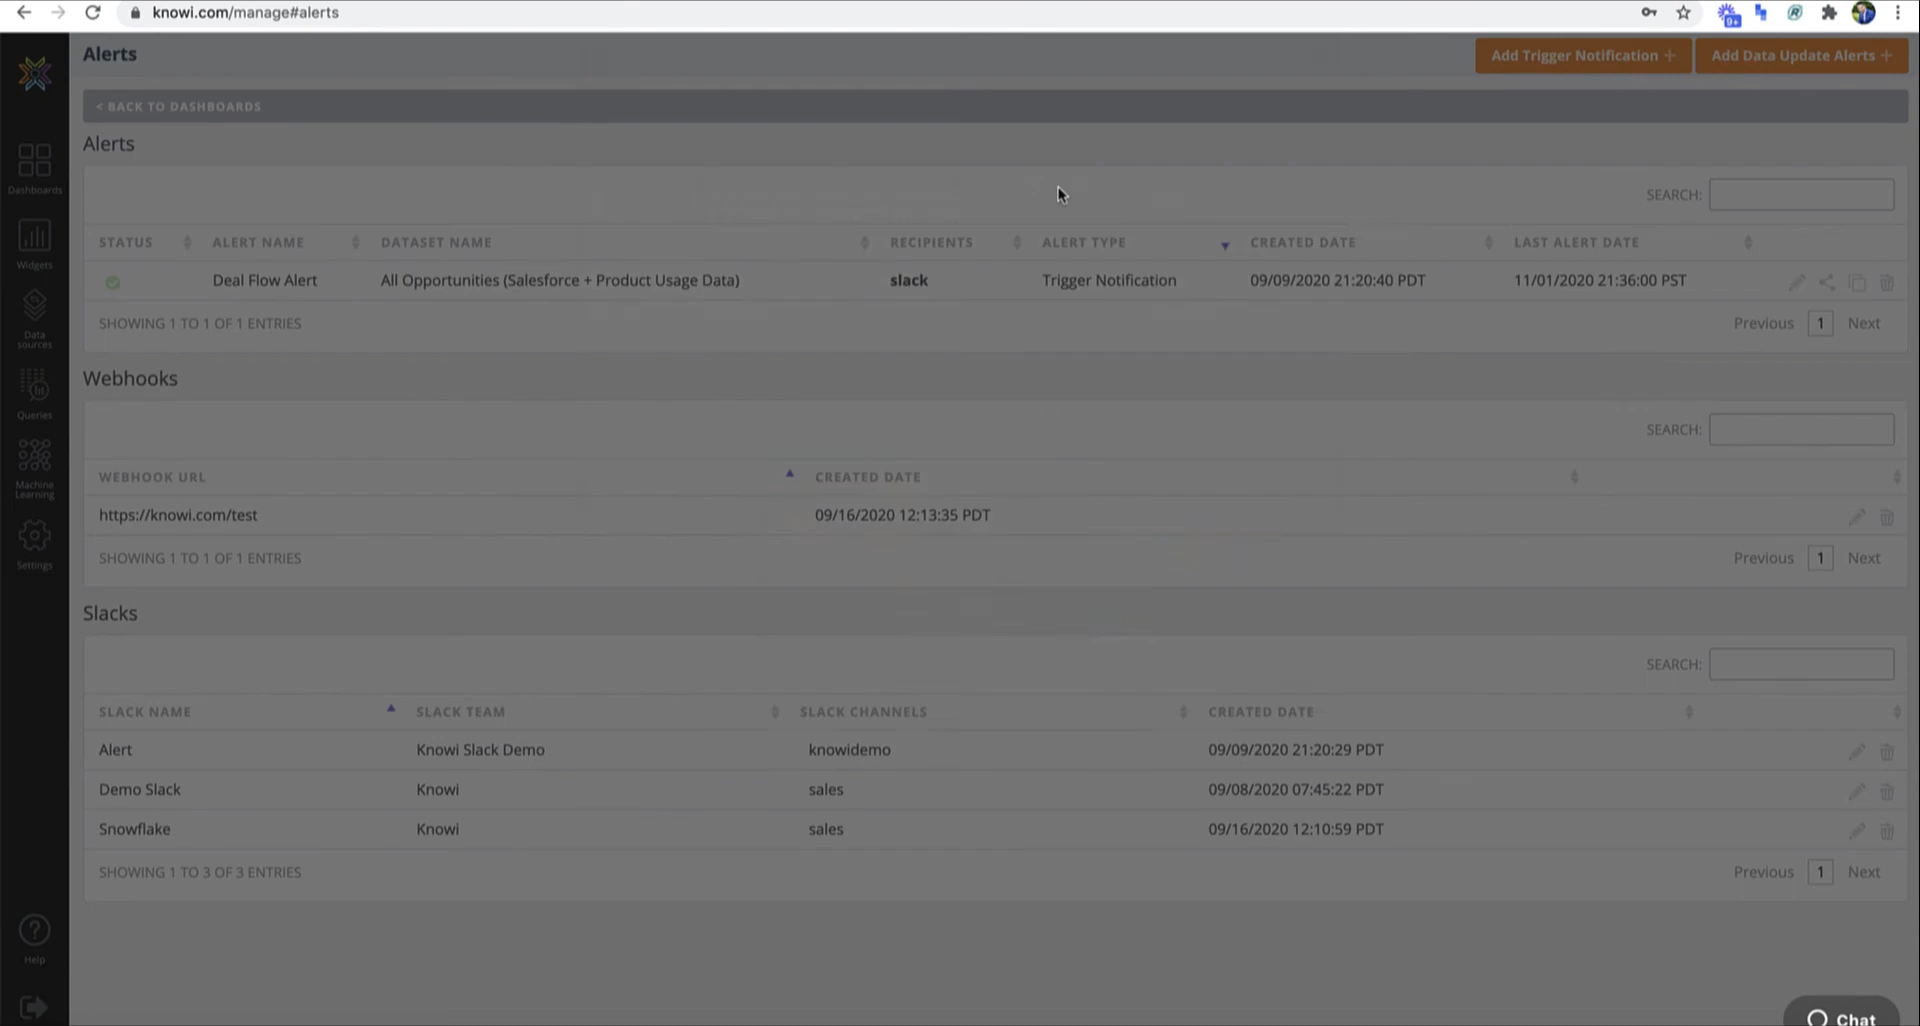 knowi.com/manage#alerts
9+
Alerts
Add Trigger Notification +
Add Data Update Alerts +
< BACK TO DASHBOARDS
Dashboards
Widgets
Data
sources
Queries
Machine
Learning
Settings
Help
Alerts
SEARCH:
STATUS ALERT NAME DATASET NAME RECIPIENTS ALERT TYPE CREATED DATE LAST ALERT DATE
Deal Flow Alert All Opportunities (Salesforce + Product Usage Data) slack Trigger Notification 09/09/2020 21:20:40 PDT 11/01/2020 21:36:00 PST
SHOWING 1 TO 1 OF 1 ENTRIES Previous 1 Next
Webhooks
SEARCH:
WEBHOOK URL CREATED DATE
https://knowi.com/test 09/16/2020 12:13:35 PDT
SHOWING 1 TO 1 OF 1 ENTRIES Previous 1 Next
Slacks
SEARCH:
SLACK NAME SLACK TEAM SLACK CHANNELS CREATED DATE
Alert Knowi Slack Demo knowidemo 09/09/2020 21:20:29 PDT
Demo Slack Knowi sales 09/08/2020 07:45:22 PDT
Snowflake Knowi sales 09/16/2020 12:10:59 PDT
SHOWING 1 TO 3 OF 3 ENTRIES Previous 1 Next
Chat